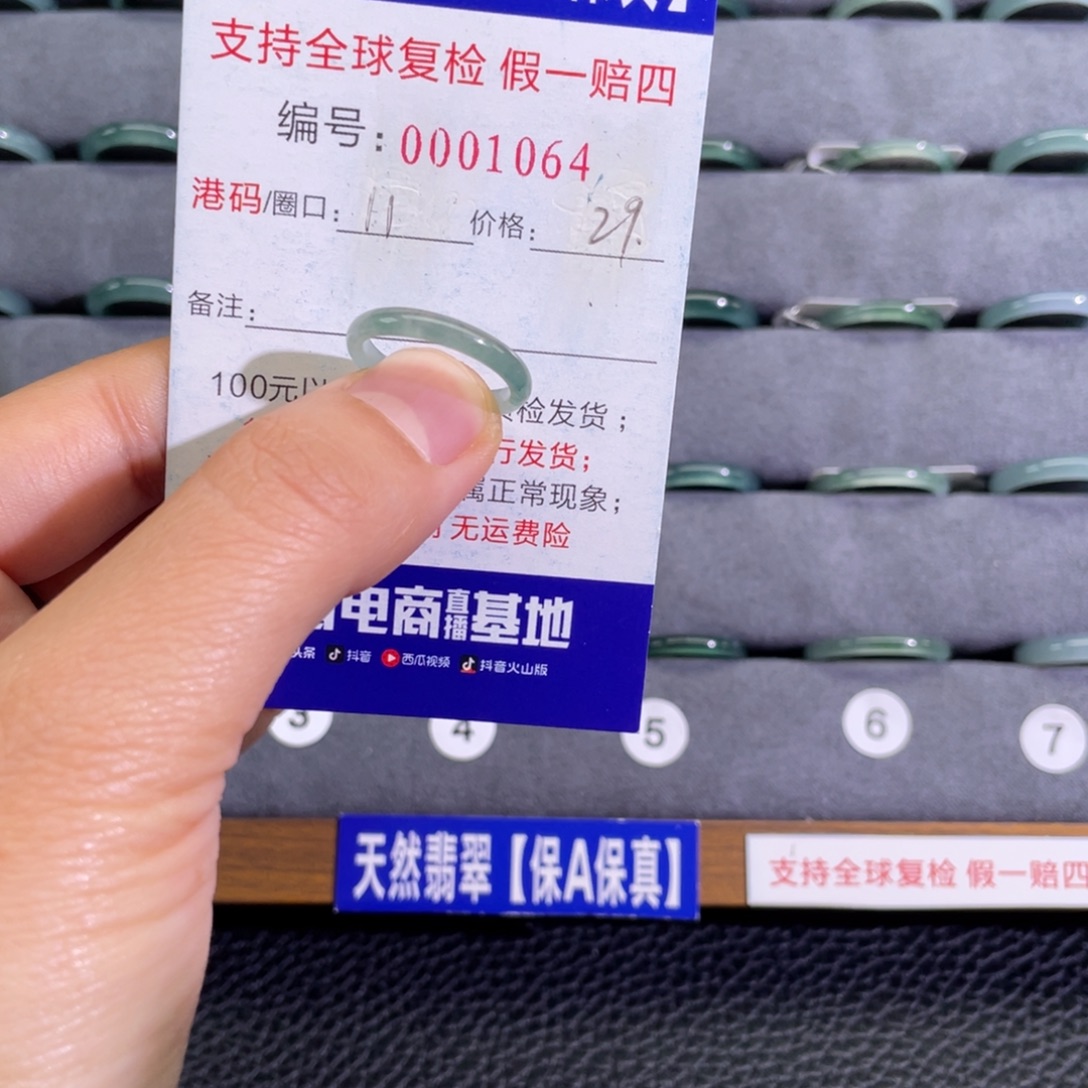 保真】
支持全球复检 假一赔四
编号：0001064
港码/圈口： 11 价格： 29.
备注：
100元以 检发货；
行发货；
属正常现象；
无运费险
电商直播基地
头条 抖音 西瓜视频 抖音火山版
3 4 5 6 7
天然翡翠【保A保真】
支持全球复检 假一赔四